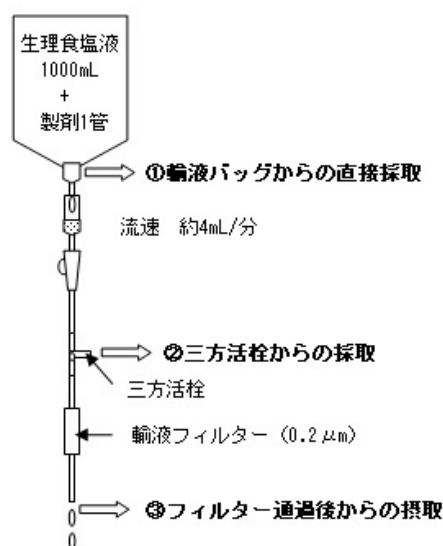 生理食塩液
1000mL
+
製剤1管
①輸液バッグからの直接採取
流速 約4mL/分
②三方活栓からの採取
三方活栓
輸液フィルター (0.2μm)
③フィルター通過後からの摂取